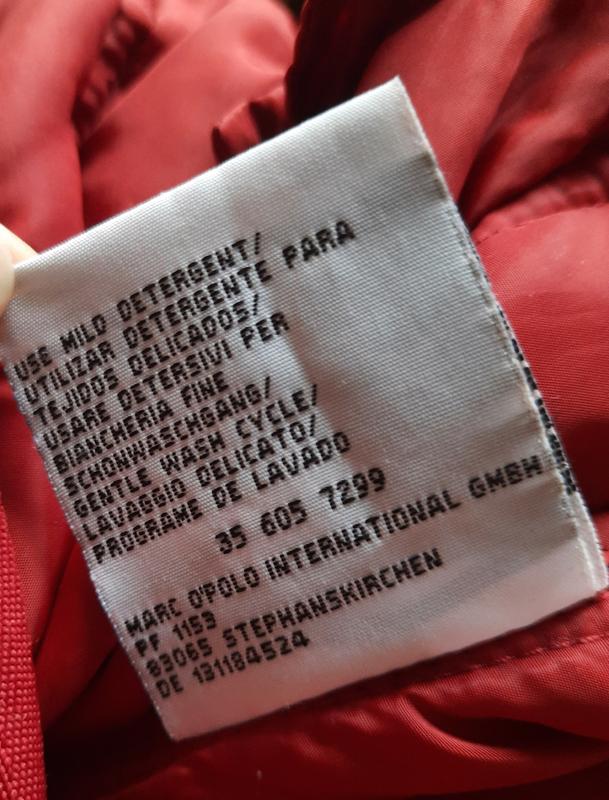 USE MILD DETERGENT/
UTILIZAR DETERGENTE PARA
TEJIDOS DELICADOS/
USARE DETERSIVI PER
BIANCHERIA FINE
SCHONWASCHGANG/
GENTLE WASH CYCLE/
LAVAGGIO DELICATO/
PROGRAME DE LAVADO
35 605 7299
MARC O'POLO INTERNATIONAL GMBH
PF 1153
83065 STEPHANSKIRCHEN
DE 131184524